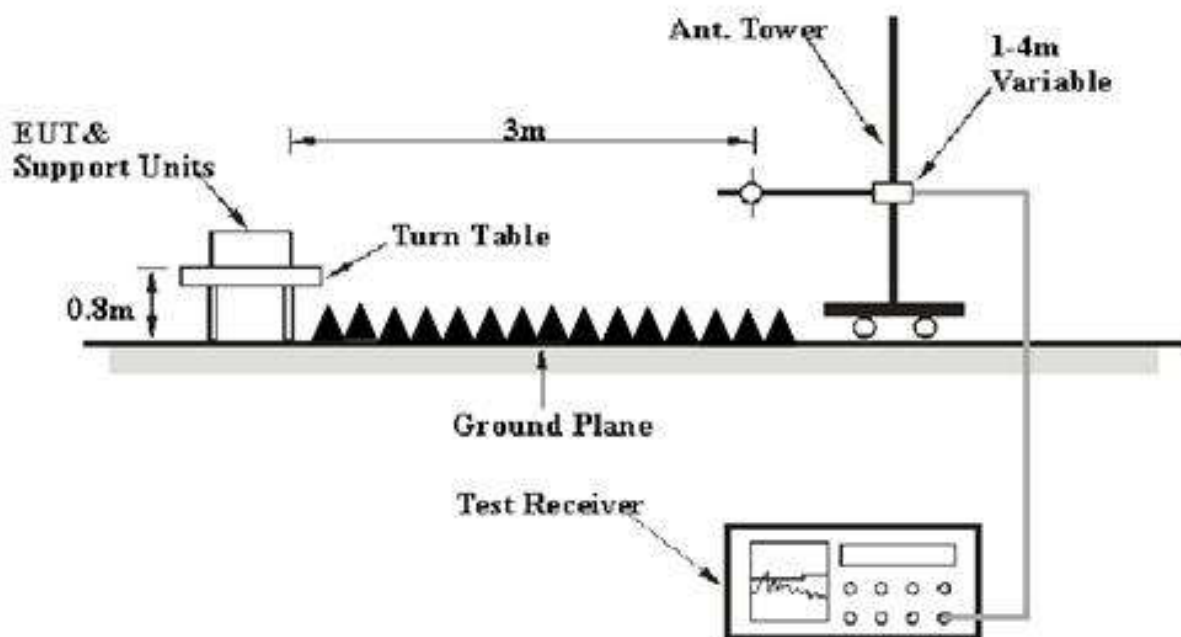 Ant. Tower
1-4m
Variable
3m
EUT&
Support Units
Turn Table
0.8m
Ground Plane
Test Receiver